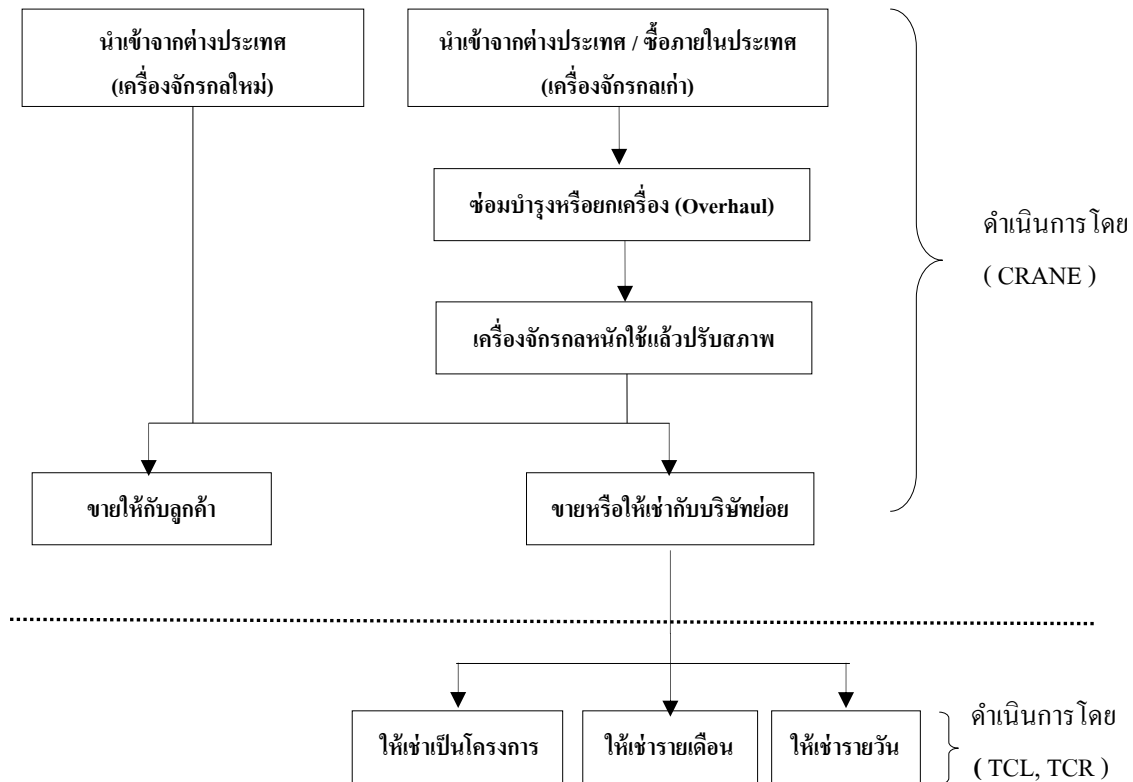 นำเข้าจากต่างประเทศ
(เครื่องจักรกลใหม่)
นำเข้าจากต่างประเทศ / ซื้อภายในประเทศ
(เครื่องจักรกลเก่า)
ซ่อมบำรุงหรือยกเครื่อง (Overhaul)
เครื่องจักรกลหนักใช้แล้วปรับสภาพ
ดำเนินการโดย
( CRANE )
ขายให้กับลูกค้า
ขายหรือให้เช่ากับบริษัทย่อย
ให้เช่าเป็นโครงการ
ให้เช่ารายเดือน
ให้เช่ารายวัน
ดำเนินการโดย
( TCL, TCR )